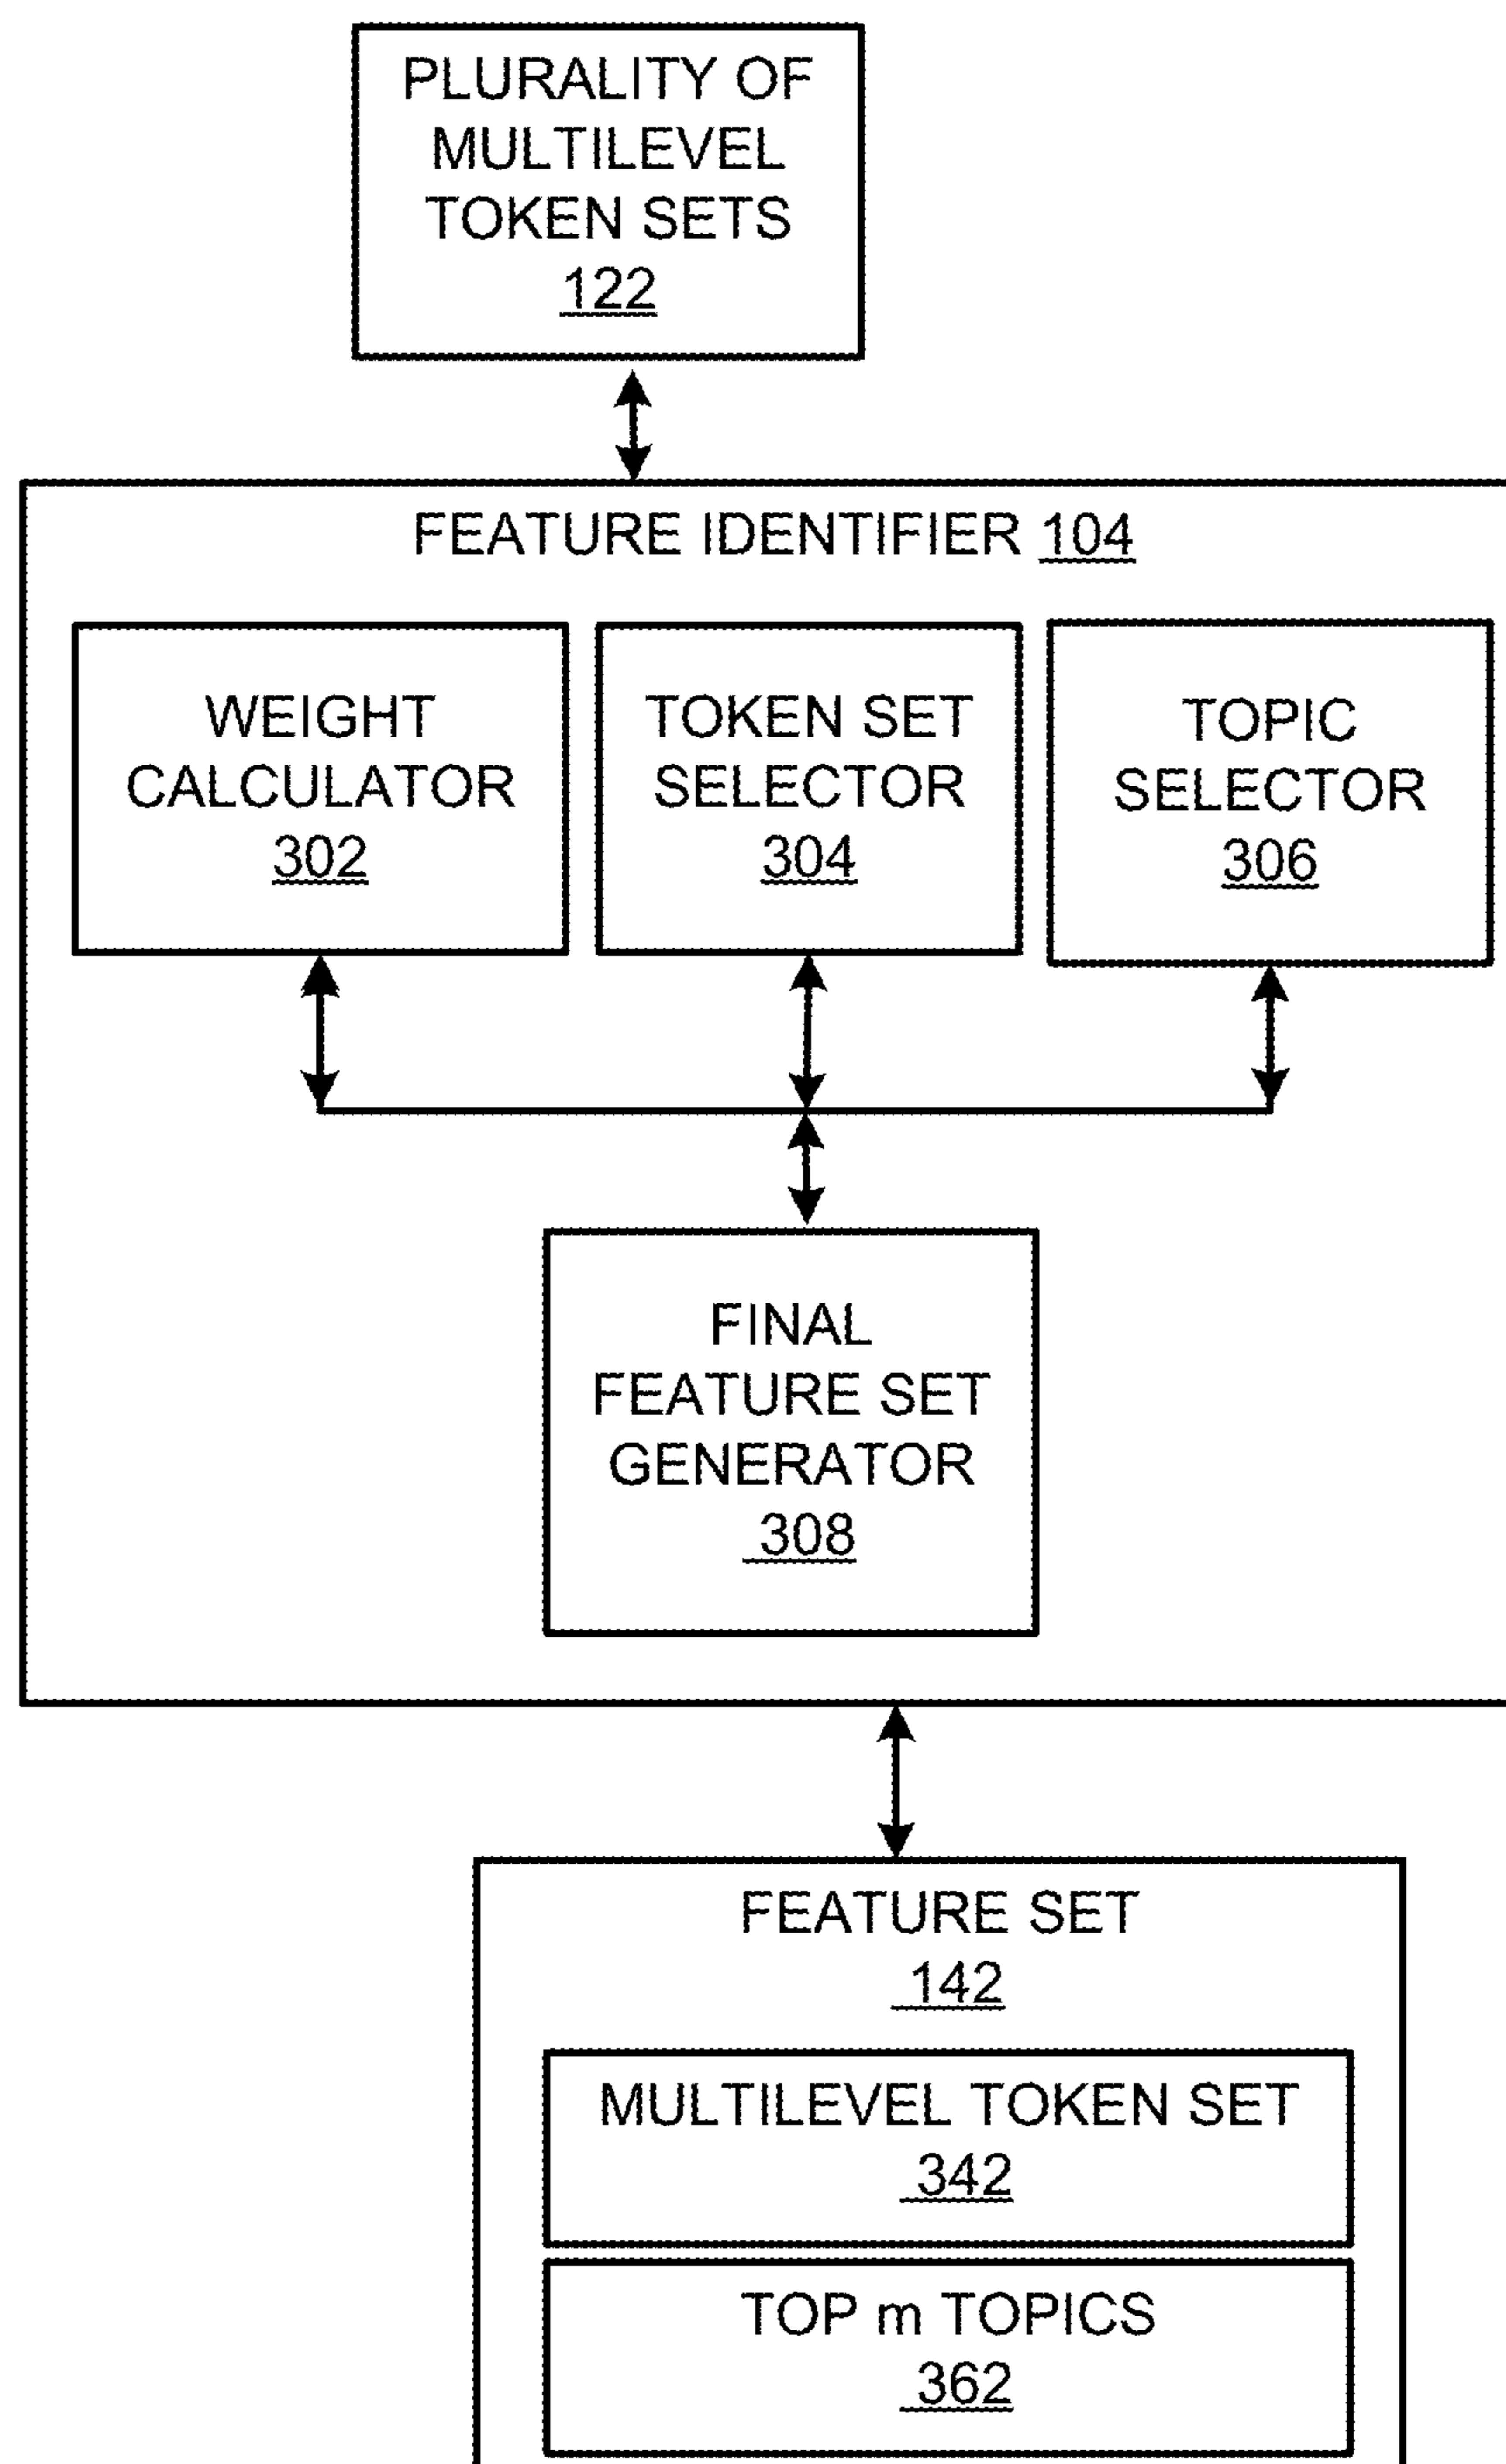 PLURALITY OF
MULTILEVEL
TOKEN SETS
122
FEATURE IDENTIFIER 104
WEIGHT
CALCULATOR
302
TOKEN SET
SELECTOR
304
TOPIC
SELECTOR
306
FINAL
FEATURE SET
GENERATOR
308
FEATURE SET
142
MULTILEVEL TOKEN SET
342
TOP m TOPICS
362